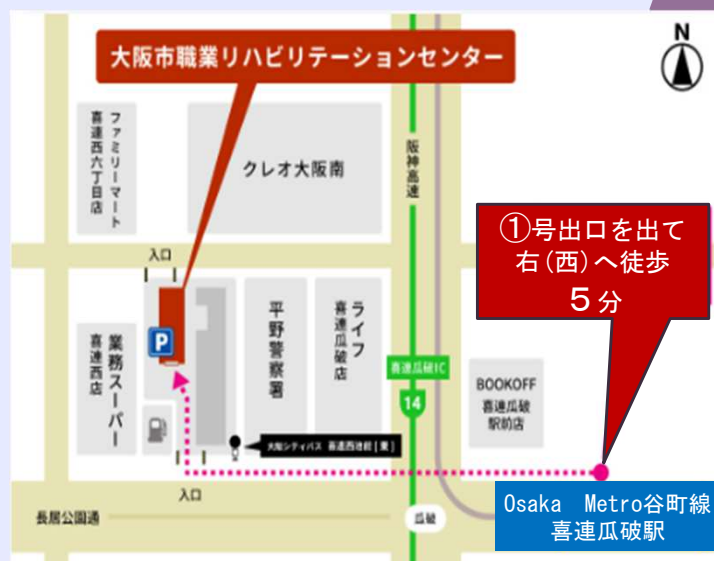 大阪市職業リハビリテーションセンター
N
ファミリーマート
喜連西六丁目店
クレオ大阪南
阪神高速
①号出口を出て
右(西)へ徒歩
5分
入口
P
業務スーパー
喜連西店
平野警察署
ライフ
喜連瓜破店
喜連瓜破IC
14
BOOKOFF
喜連瓜破
駅前店
大阪シティバス 喜連西池前[東]
入口
長居公園通
瓜破
Osaka Metro谷町線
喜連瓜破駅